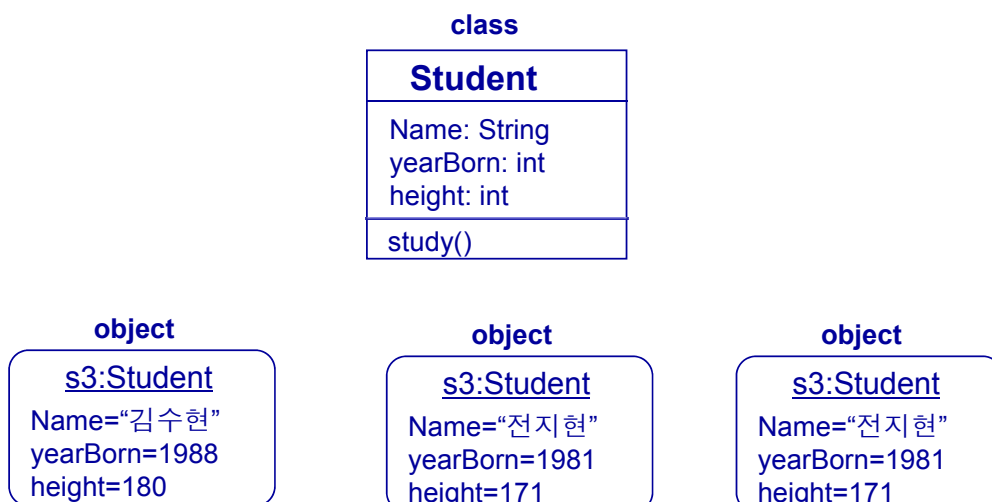 class
Student
Name: String
yearBorn: int
height: int
study()
object
s3:Student
Name=“김수현”
yearBorn=1988
height=180
object
s3:Student
Name=“전지현”
yearBorn=1981
height=171
object
s3:Student
Name=“전지현”
yearBorn=1981
height=171